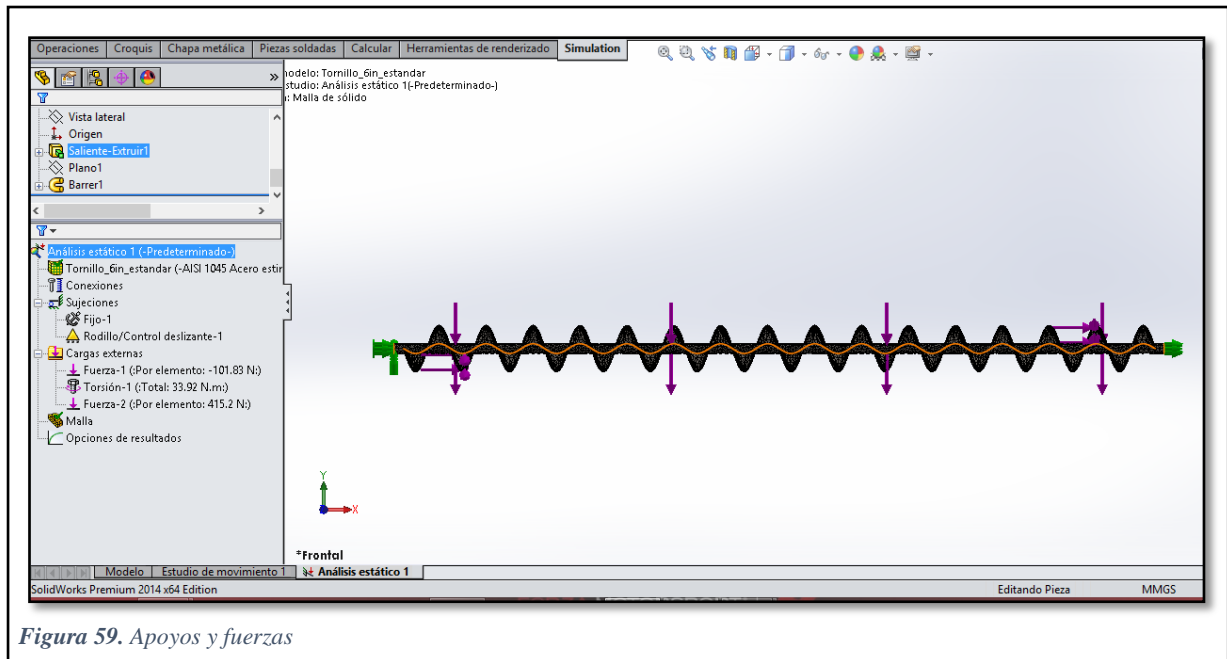 Operaciones Croquis Chapa metálica Piezas soldadas Calcular Herramientas de renderizado Simulation
odelo: Tornillo_6in_estandar
studio: Análisis estático 1(-Predeterminado-)
: Malla de sólido
Vista lateral
Origen
Saliente-Extruir1
Plano1
Barrer1
Análisis estático 1 (-Predeterminado-)
Tornillo_6in_estandar (-AISI 1045 Acero estir
Conexiones
Sujeciones
Fijo-1
Rodillo/Control deslizante-1
Cargas externas
Fuerza-1 (:Por elemento: -101.83 N:)
Torsión-1 (:Total: 33.92 N.m:)
Fuerza-2 (:Por elemento: 415.2 N:)
Malla
Opciones de resultados
Y
X
*Frontal
Modelo Estudio de movimiento 1 Análisis estático 1
SolidWorks Premium 2014 x64 Edition Editando Pieza MMGS
Figura 59. Apoyos y fuerzas